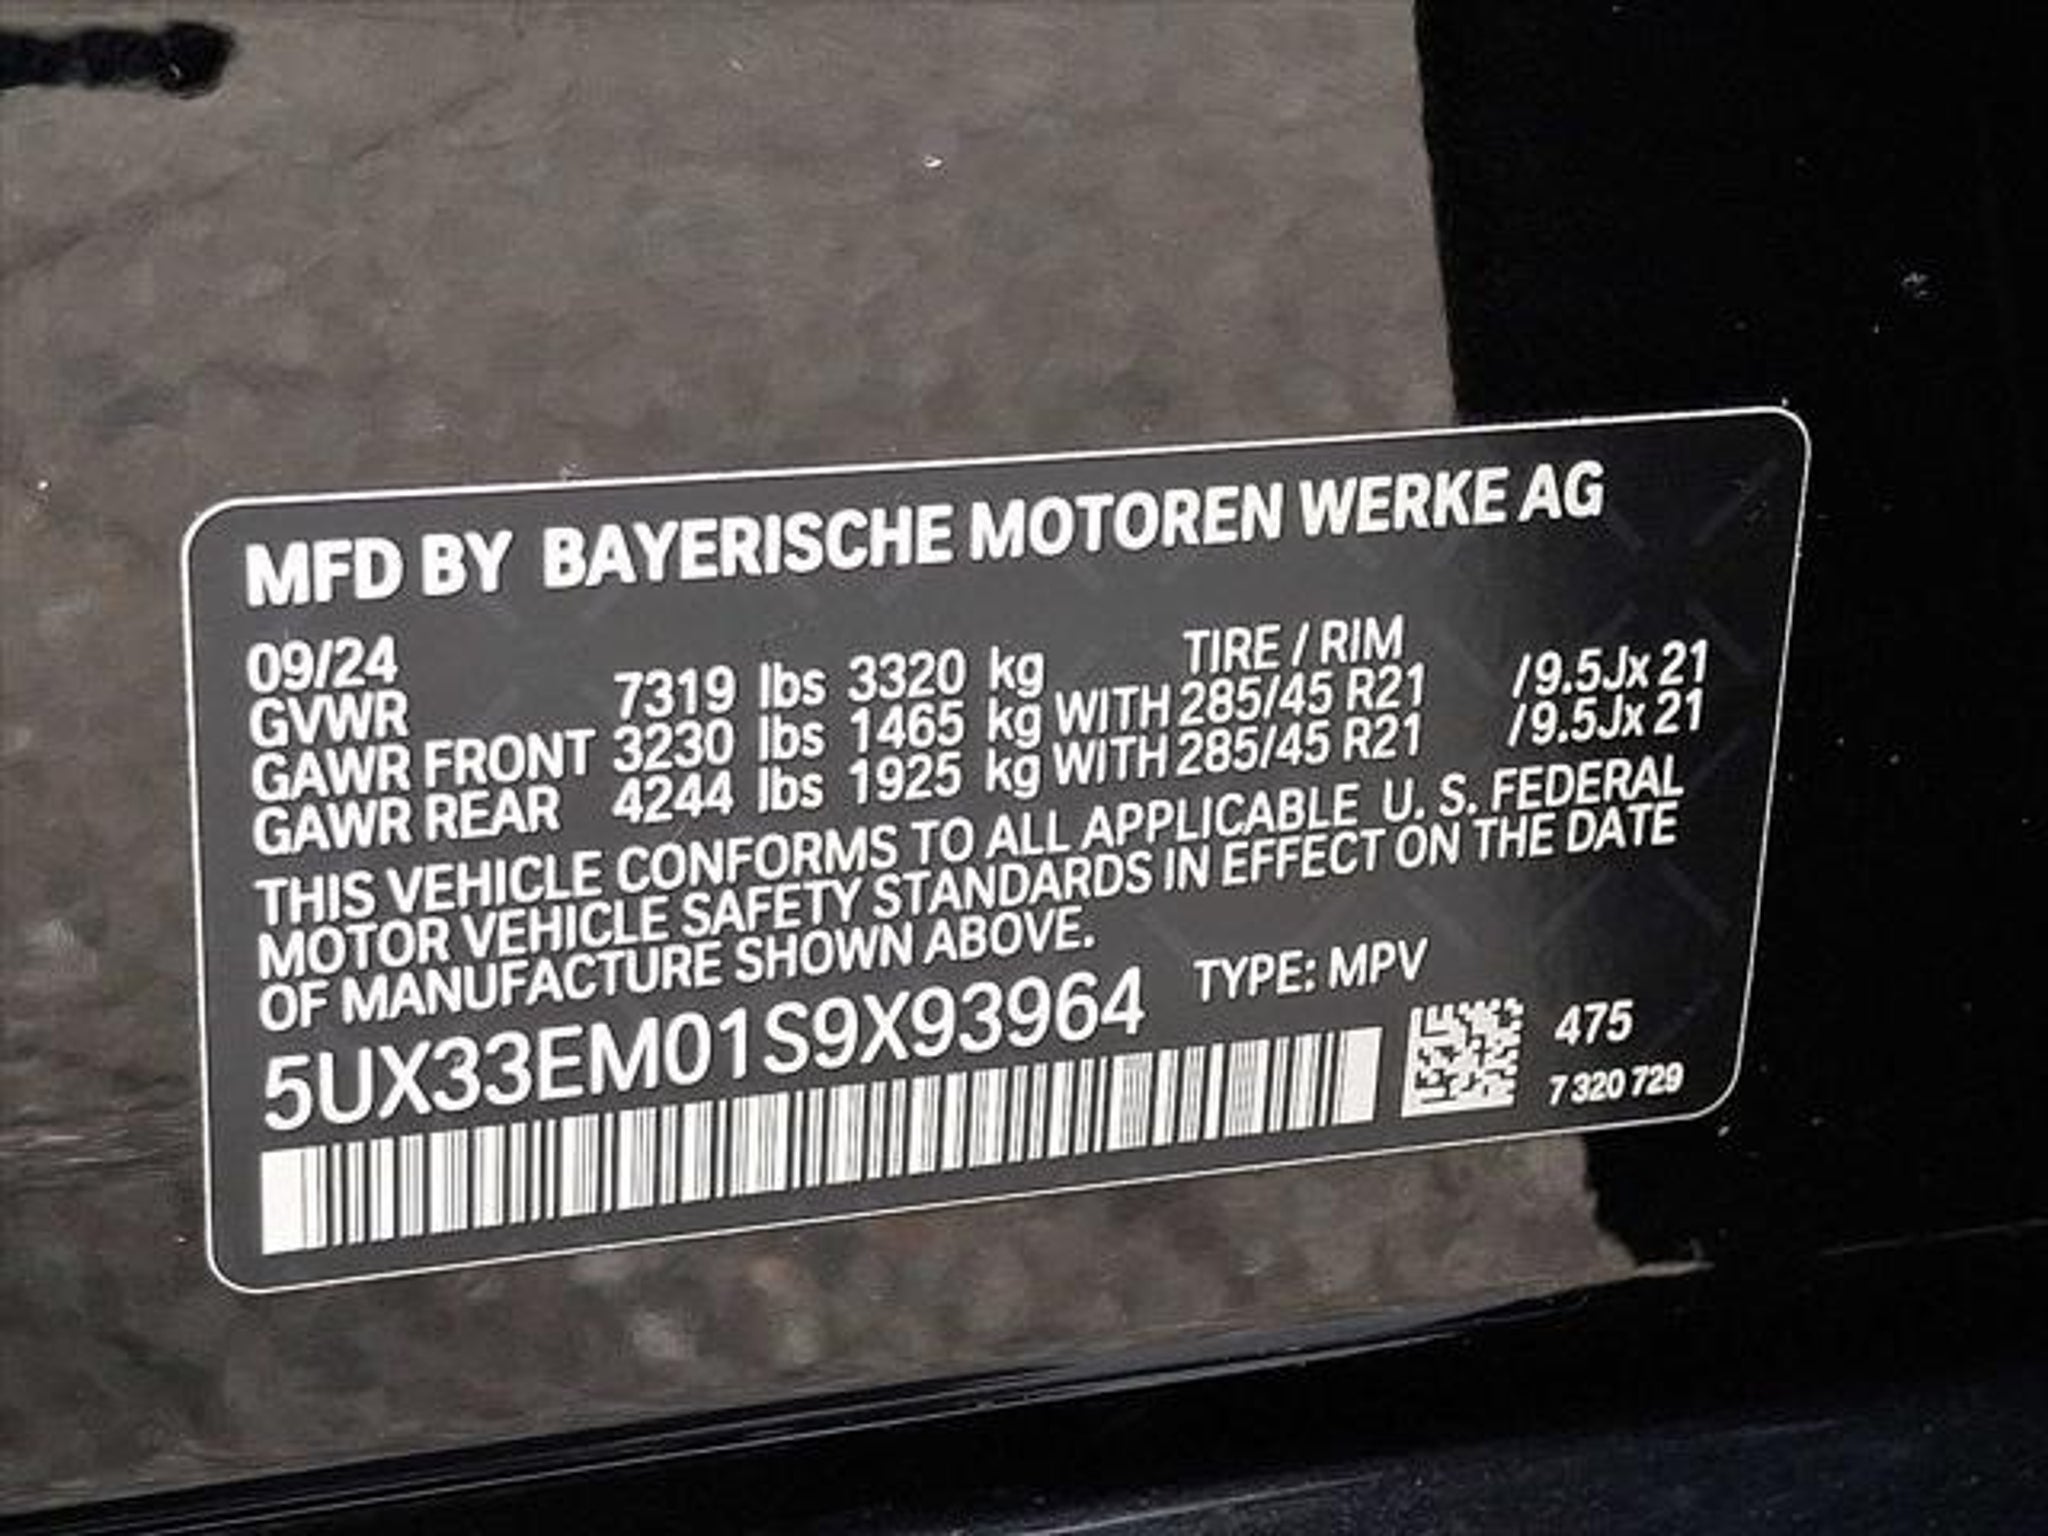 MFD BY BAYERISCHE MOTOREN WERKE AG
09/24 TIRE / RIM
GVWR 7319 lbs 3320 kg
GAWR FRONT 3230 lbs 1465 kg WITH 285/45 R21 /9.5Jx 21
GAWR REAR 4244 lbs 1925 kg WITH 285/45 R21 /9.5Jx 21
THIS VEHICLE CONFORMS TO ALL APPLICABLE U. S. FEDERAL
MOTOR VEHICLE SAFETY STANDARDS IN EFFECT ON THE DATE
OF MANUFACTURE SHOWN ABOVE.
5UX33EM01S9X93964 TYPE: MPV
475
7 320 729